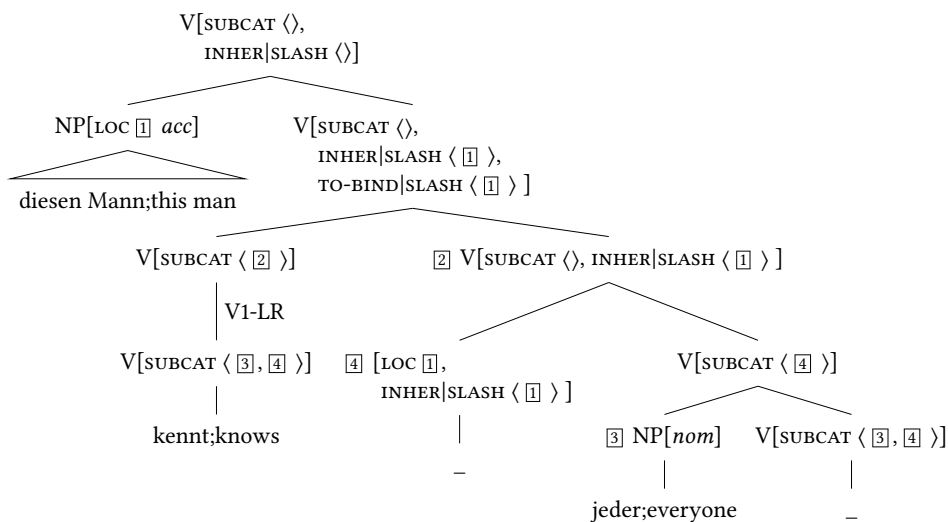 V[SUBCAT ⟨⟩,
INHER|SLASH ⟨⟩]
NP[LOC 1 acc]
V[SUBCAT ⟨⟩,
INHER|SLASH ⟨ 1 ⟩,
TO-BIND|SLASH ⟨ 1 ⟩ ]
diesen Mann;this man
V[SUBCAT ⟨ 2 ⟩]
2 V[SUBCAT ⟨⟩, INHER|SLASH ⟨ 1 ⟩ ]
V1-LR
V[SUBCAT ⟨ 3 , 4 ⟩]
4 [LOC 1 ,
INHER|SLASH ⟨ 1 ⟩ ]
V[SUBCAT ⟨ 4 ⟩]
kennt;knows
_
3 NP[nom]
V[SUBCAT ⟨ 3 , 4 ⟩]
jeder;everyone
_